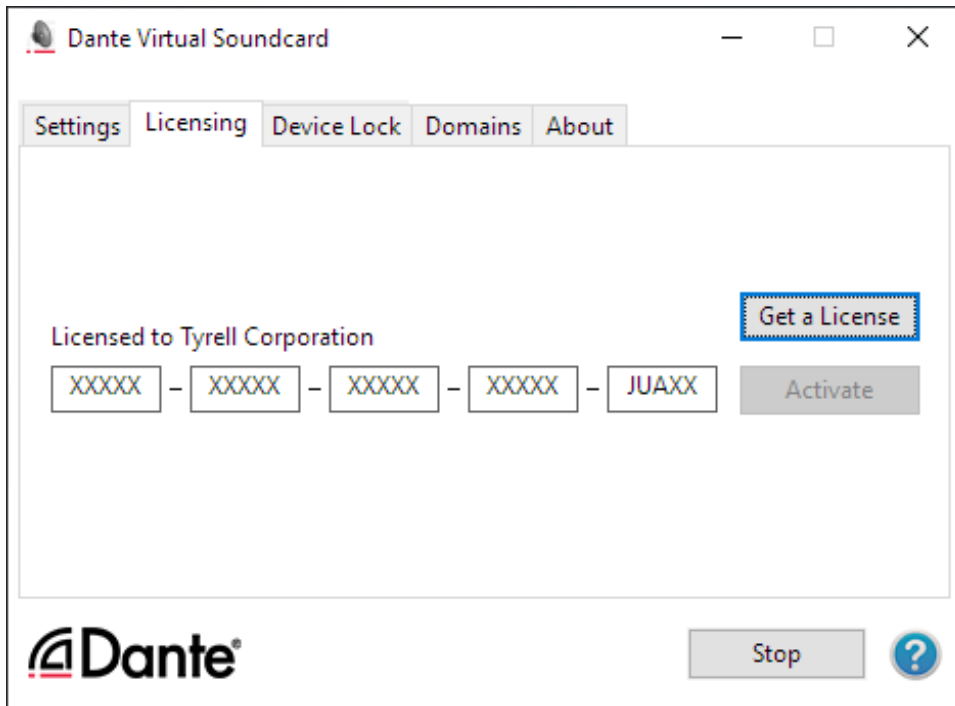 Dante Virtual Soundcard
Settings Licensing Device Lock Domains About
Get a License
Licensed to Tyrell Corporation
XXXXX – XXXXX – XXXXX – XXXXX – JUAXX Activate
Dante® Stop ?